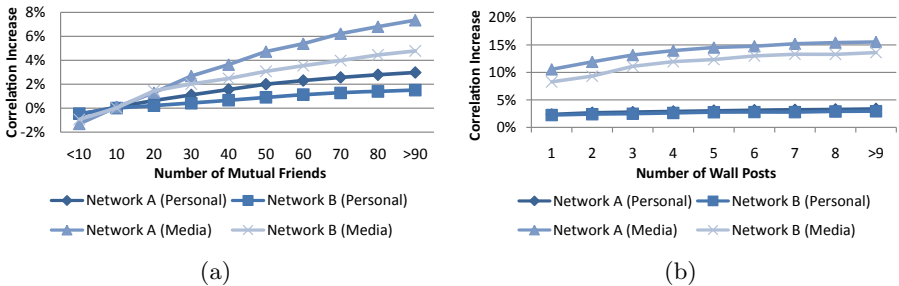 8%
6%
4%
2%
0%
-2%
Correlation Increase
<10 10 20 30 40 50 60 70 80 >90
Number of Mutual Friends
Network A (Personal) Network B (Personal)
Network A (Media) Network B (Media)
(a)
20%
15%
10%
5%
0%
Correlation Increase
1 2 3 4 5 6 7 8 >9
Number of Wall Posts
Network A (Personal) Network B (Personal)
Network A (Media) Network B (Media)
(b)